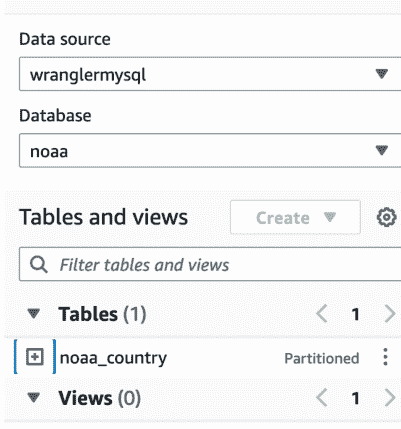 Data source
wranglermysql
Database
noaa
Tables and views
Create
Filter tables and views
Tables (1) 1
noaa_country Partitioned
Views (0) 1